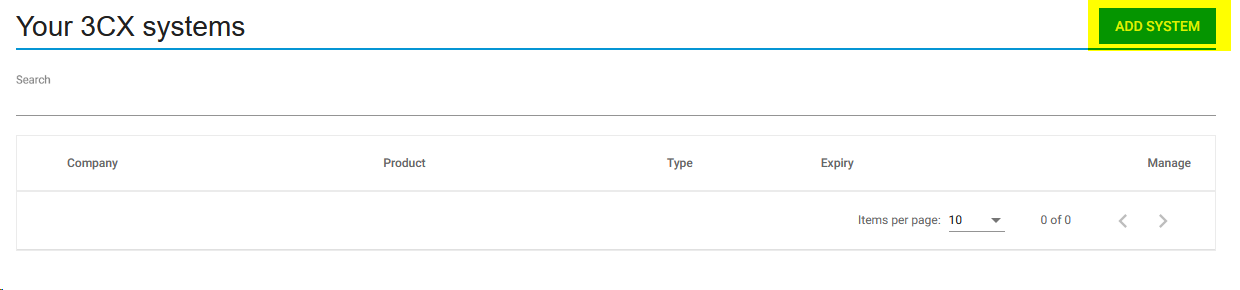 Your 3CX systems
ADD SYSTEM
Search
Company Product Type Expiry Manage
Items per page: 10 0 of 0